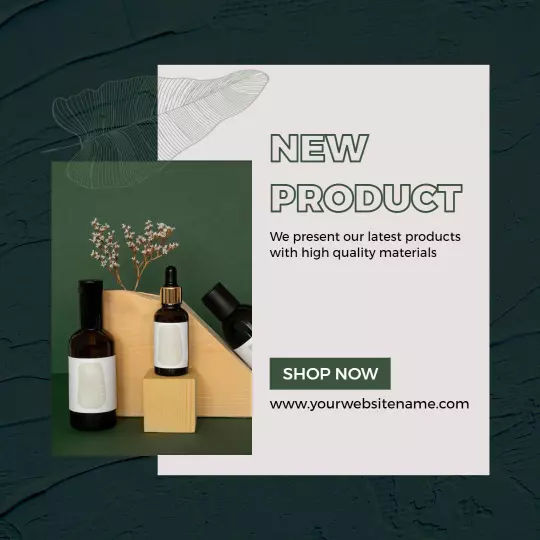 NEW
PRODUCT
We present our latest products
with high quality materials
SHOP NOW
www.yourwebsitename.com